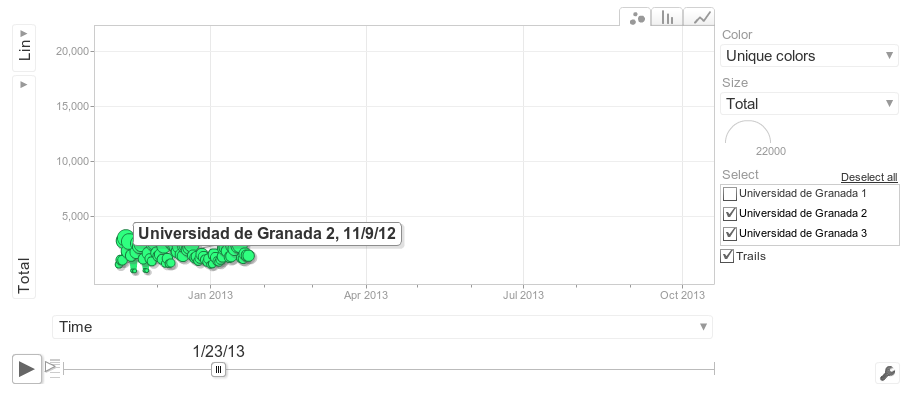 Lin
Total
20,000
15,000
10,000
5,000
Universidad de Granada 2, 11/9/12
Jan 2013
Apr 2013
Jul 2013
Oct 2013
Time
1/23/13
Color
Unique colors
Size
Total
22000
Select
Deselect all
Universidad de Granada 1
Universidad de Granada 2
Universidad de Granada 3
Trails